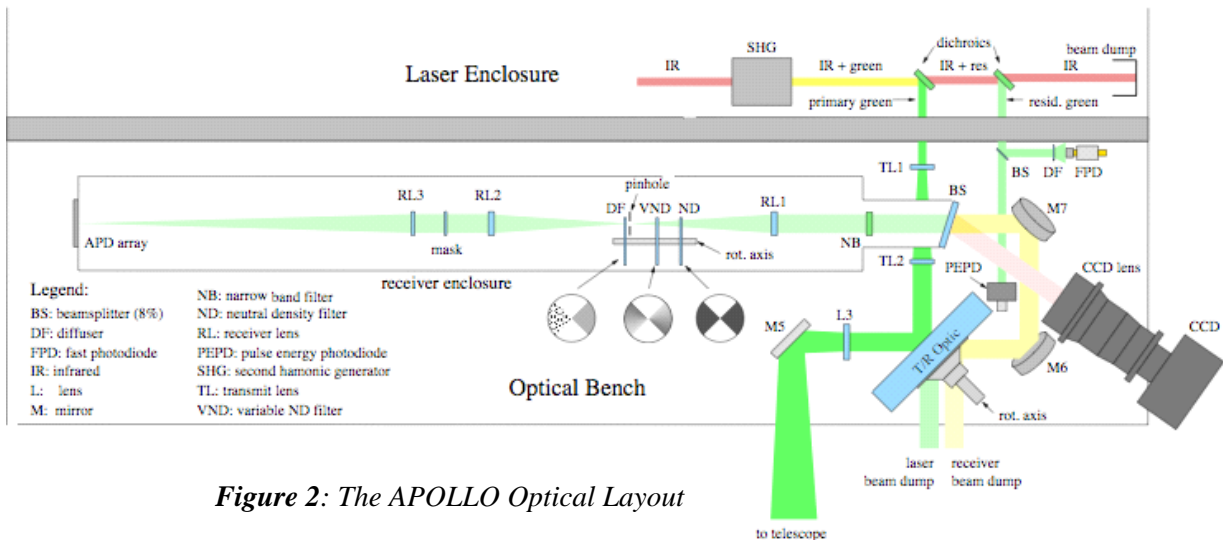 SHG
dichroics
beam dump
Laser Enclosure
IR
IR + green
IR + res
IR
primary green
resid. green
TL1
BS
DF
FPD
RL3
RL2
pinhole
DF
VND
ND
RL1
BS
M7
APD array
mask
rot. axis
NB
TL2
PEPD
CCD lens
receiver enclosure
Legend:
BS: beamsplitter (8%)
DF: diffuser
FPD: fast photodiode
IR: infrared
L: lens
M: mirror
NB: narrow band filter
ND: neutral density filter
RL: receiver lens
PEPD: pulse energy photodiode
SHG: second hamonic generator
TL: transmit lens
VND: variable ND filter
M5
L3
T/R Optic
M6
CCD
Optical Bench
rot. axis
laser
beam dump
receiver
beam dump
Figure 2: The APOLLO Optical Layout
to telescope